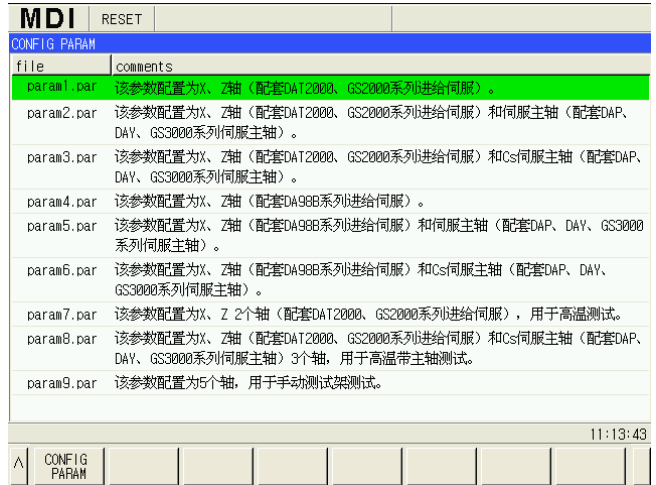 MDI RESET
CONFIG PARAM
file comments
param1.par 该参数配置为X、Z轴（配套DAT2000、GS2000系列进给伺服）。
param2.par 该参数配置为X、Z轴（配套DAT2000、GS2000系列进给伺服）和伺服主轴（配套DAP、
DAY、GS3000系列伺服主轴）。
param3.par 该参数配置为X、Z轴（配套DAT2000、GS2000系列进给伺服）和Cs伺服主轴（配套DAP、
DAY、GS3000系列伺服主轴）。
param4.par 该参数配置为X、Z轴（配套DA98B系列进给伺服）。
param5.par 该参数配置为X、Z轴（配套DA98B系列进给伺服）和伺服主轴（配套DAP、DAY、GS3000
系列伺服主轴）。
param6.par 该参数配置为X、Z轴（配套DA98B系列进给伺服）和Cs伺服主轴（配套DAP、DAY、
GS3000系列伺服主轴）。
param7.par 该参数配置为X、Z 2个轴（配套DAT2000、GS2000系列进给伺服），用于高温测试。
param8.par 该参数配置为X、Z轴（配套DAT2000、GS2000系列进给伺服）和Cs伺服主轴（配套DAP、
DAY、GS3000系列伺服主轴）3个轴，用于高温带主轴测试。
param9.par 该参数配置为5个轴，用于手动测试架测试。
11:13:43
∧ CONFIG
PARAM